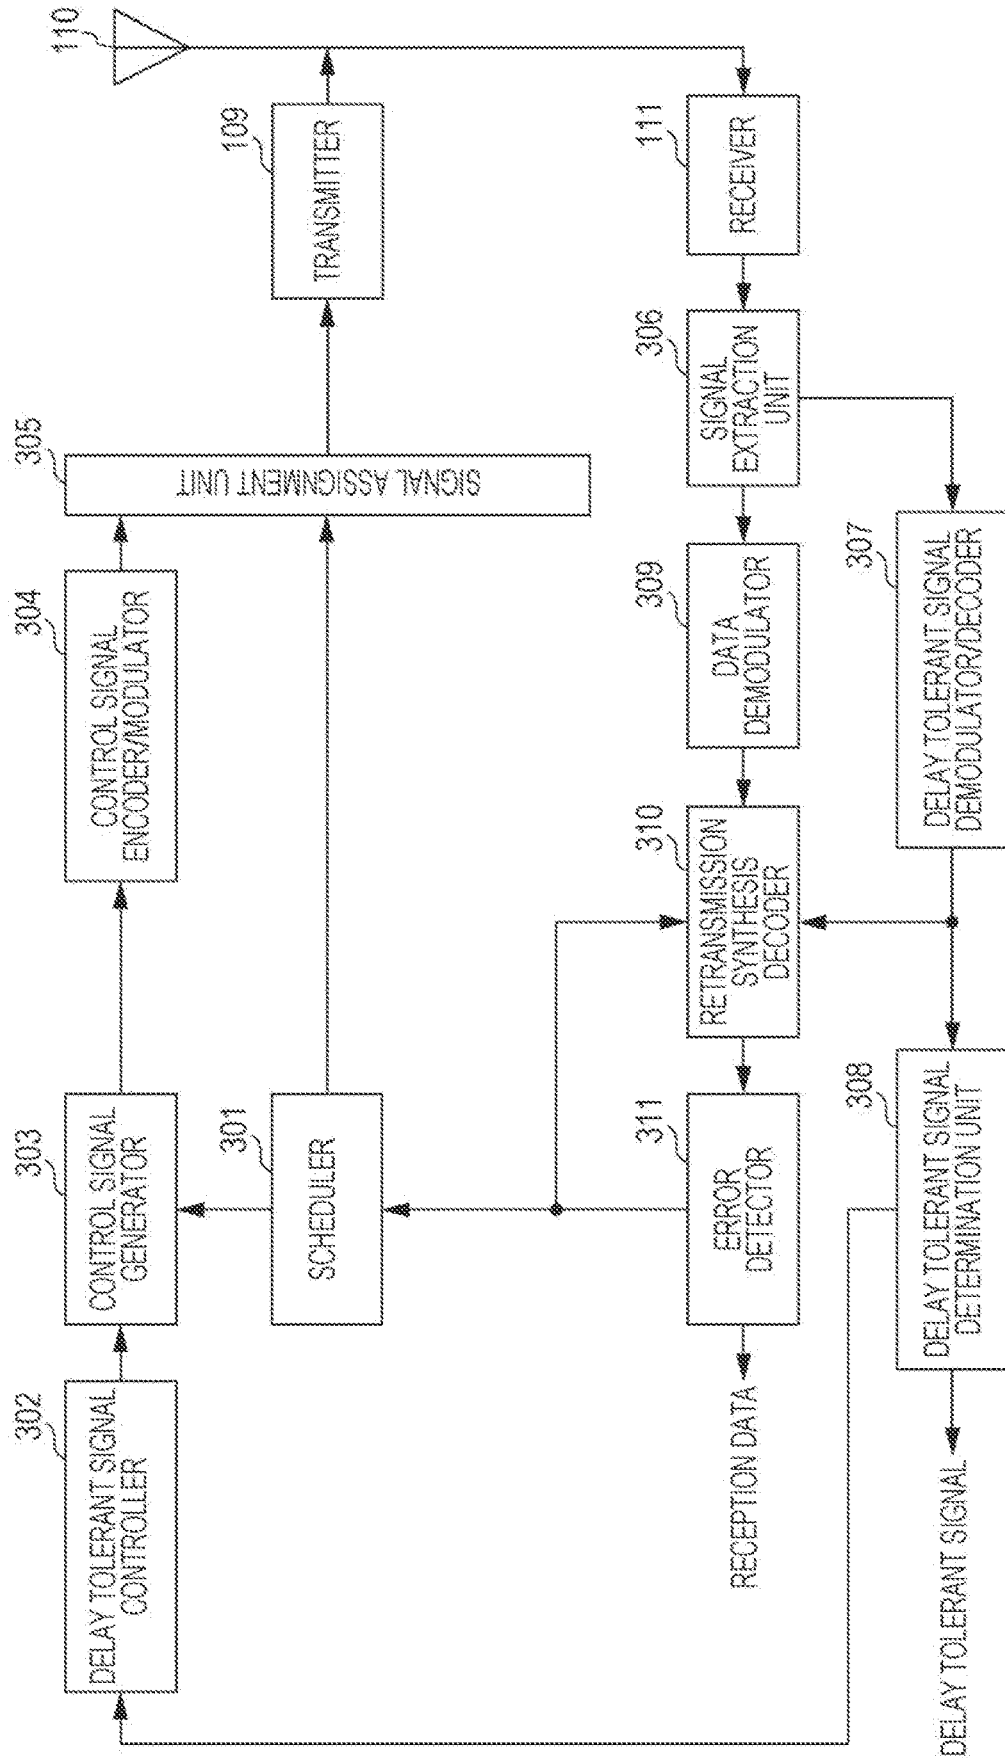 302
DELAY TOLERANT SIGNAL
CONTROLLER
303
CONTROL SIGNAL
GENERATOR
304
CONTROL SIGNAL
ENCODER/MODULATOR
305
SIGNAL ASSIGNMENT UNIT
110
301
SCHEDULER
109
TRANSMITTER
RECEPTION DATA
311
ERROR
DETECTOR
310
RETRANSMISSION
SYNTHESIS
DECODER
309
DATA
DEMODULATOR
306
SIGNAL
EXTRACTION
UNIT
111
RECEIVER
DELAY TOLERANT SIGNAL
308
DELAY TOLERANT SIGNAL
DETERMINATION UNIT
307
DELAY TOLERANT SIGNAL
DEMODULATOR/DECODER